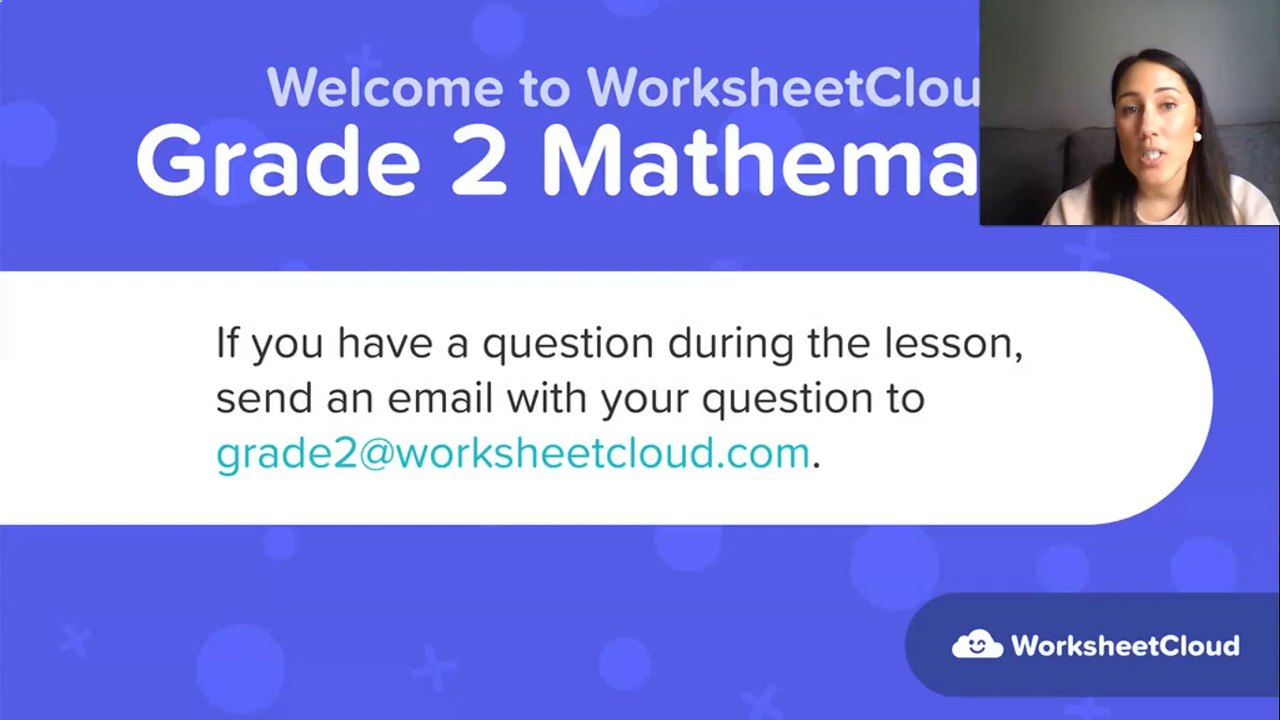 Welcome to WorksheetClou
Grade 2 Mathema
If you have a question during the lesson,
send an email with your question to
grade2@worksheetcloud.com.
WorksheetCloud